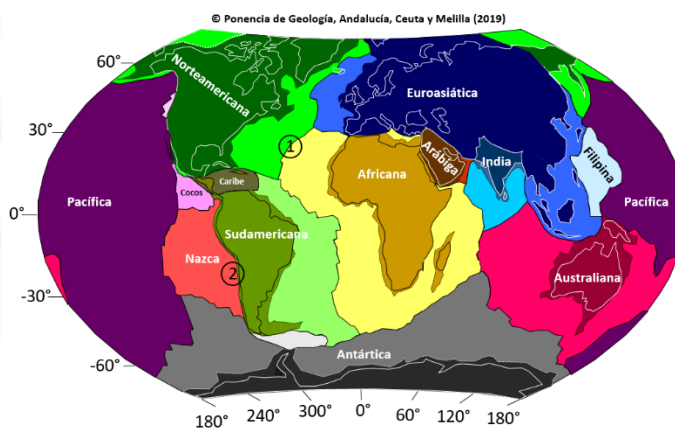 © Ponencia de Geología, Andalucía, Ceuta y Melilla (2019)
60°
Norteamericana
Euroasiática
30°
1
Arábiga
India
Filipina
Caribe
Africana
Cocos
Pacífica
Pacífica
0°
Sudamericana
Nazca
2
Australiana
-30°
Antártica
-60°
180°
240°
300°
0°
60°
120°
180°